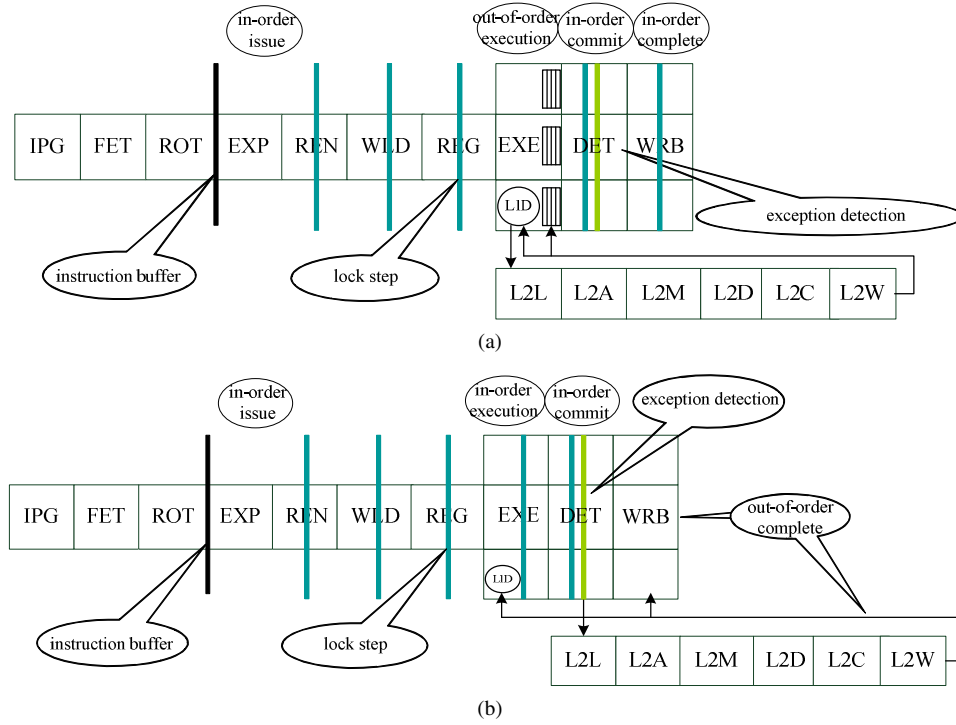 in-order
issue
out-of-order
execution
in-order
commit
in-order
complete
IPG FET ROT EXP REN WLD REG EXE DET WRB
L1D
instruction buffer
lock step
exception detection
L2L L2A L2M L2D L2C L2W
(a)
in-order
issue
in-order
execution
in-order
commit
exception detection
IPG FET ROT EXP REN WLD REG EXE DET WRB
out-of-order
complete
L1D
instruction buffer
lock step
L2L L2A L2M L2D L2C L2W
(b)